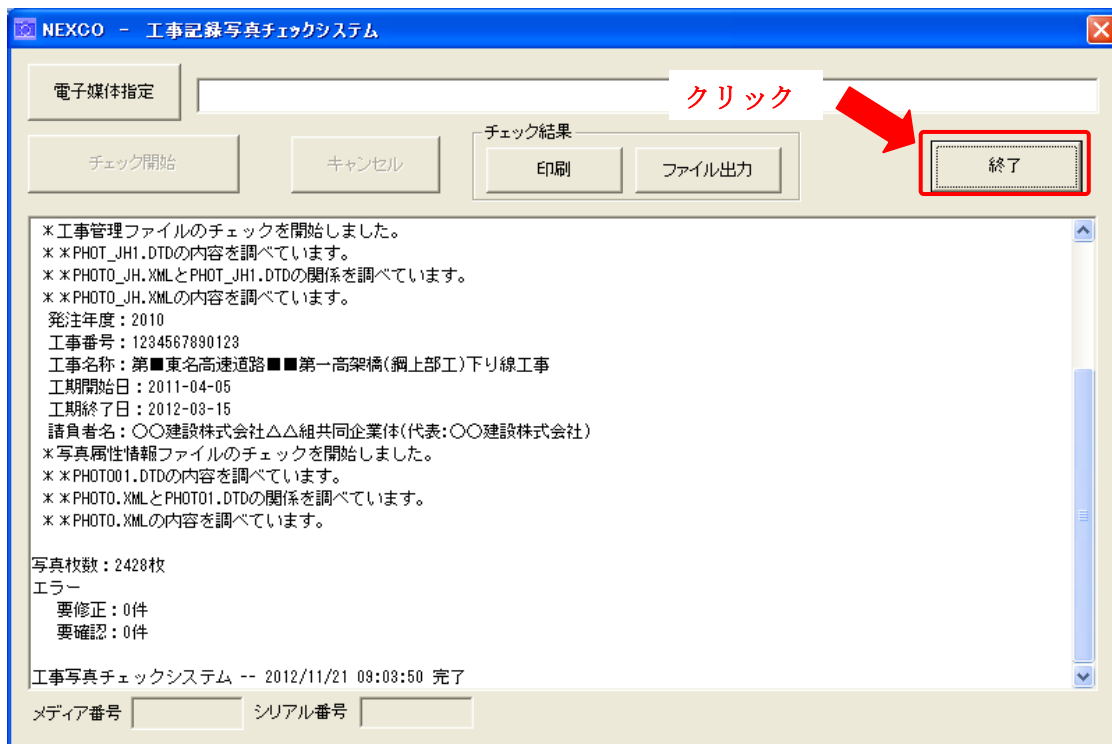 NEXCO － 工事記録写真チェックシステム
電子媒体指定
クリック
チェック開始
キャンセル
チェック結果
印刷
ファイル出力
終了
＊工事管理ファイルのチェックを開始しました。
＊＊PHOT_JH1.DTDの内容を調べています。
＊＊PHOTO_JH.XMLとPHOT_JH1.DTDの関係を調べています。
＊＊PHOTO_JH.XMLの内容を調べています。
発注年度：2010
工事番号：1234567890123
工事名称：第■東名高速道路■■第一高架橋(鋼上部工)下り線工事
工期開始日：2011-04-05
工期終了日：2012-03-15
請負者名：〇〇建設株式会社△△組共同企業体(代表:〇〇建設株式会社)
＊写真属性情報ファイルのチェックを開始しました。
＊＊PHOTO01.DTDの内容を調べています。
＊＊PHOTO.XMLとPHOTO1.DTDの関係を調べています。
＊＊PHOTO.XMLの内容を調べています。
写真枚数：2428枚
エラー
要修正：0件
要確認：0件
工事写真チェックシステム -- 2012/11/21 09:03:50 完了
メディア番号
シリアル番号